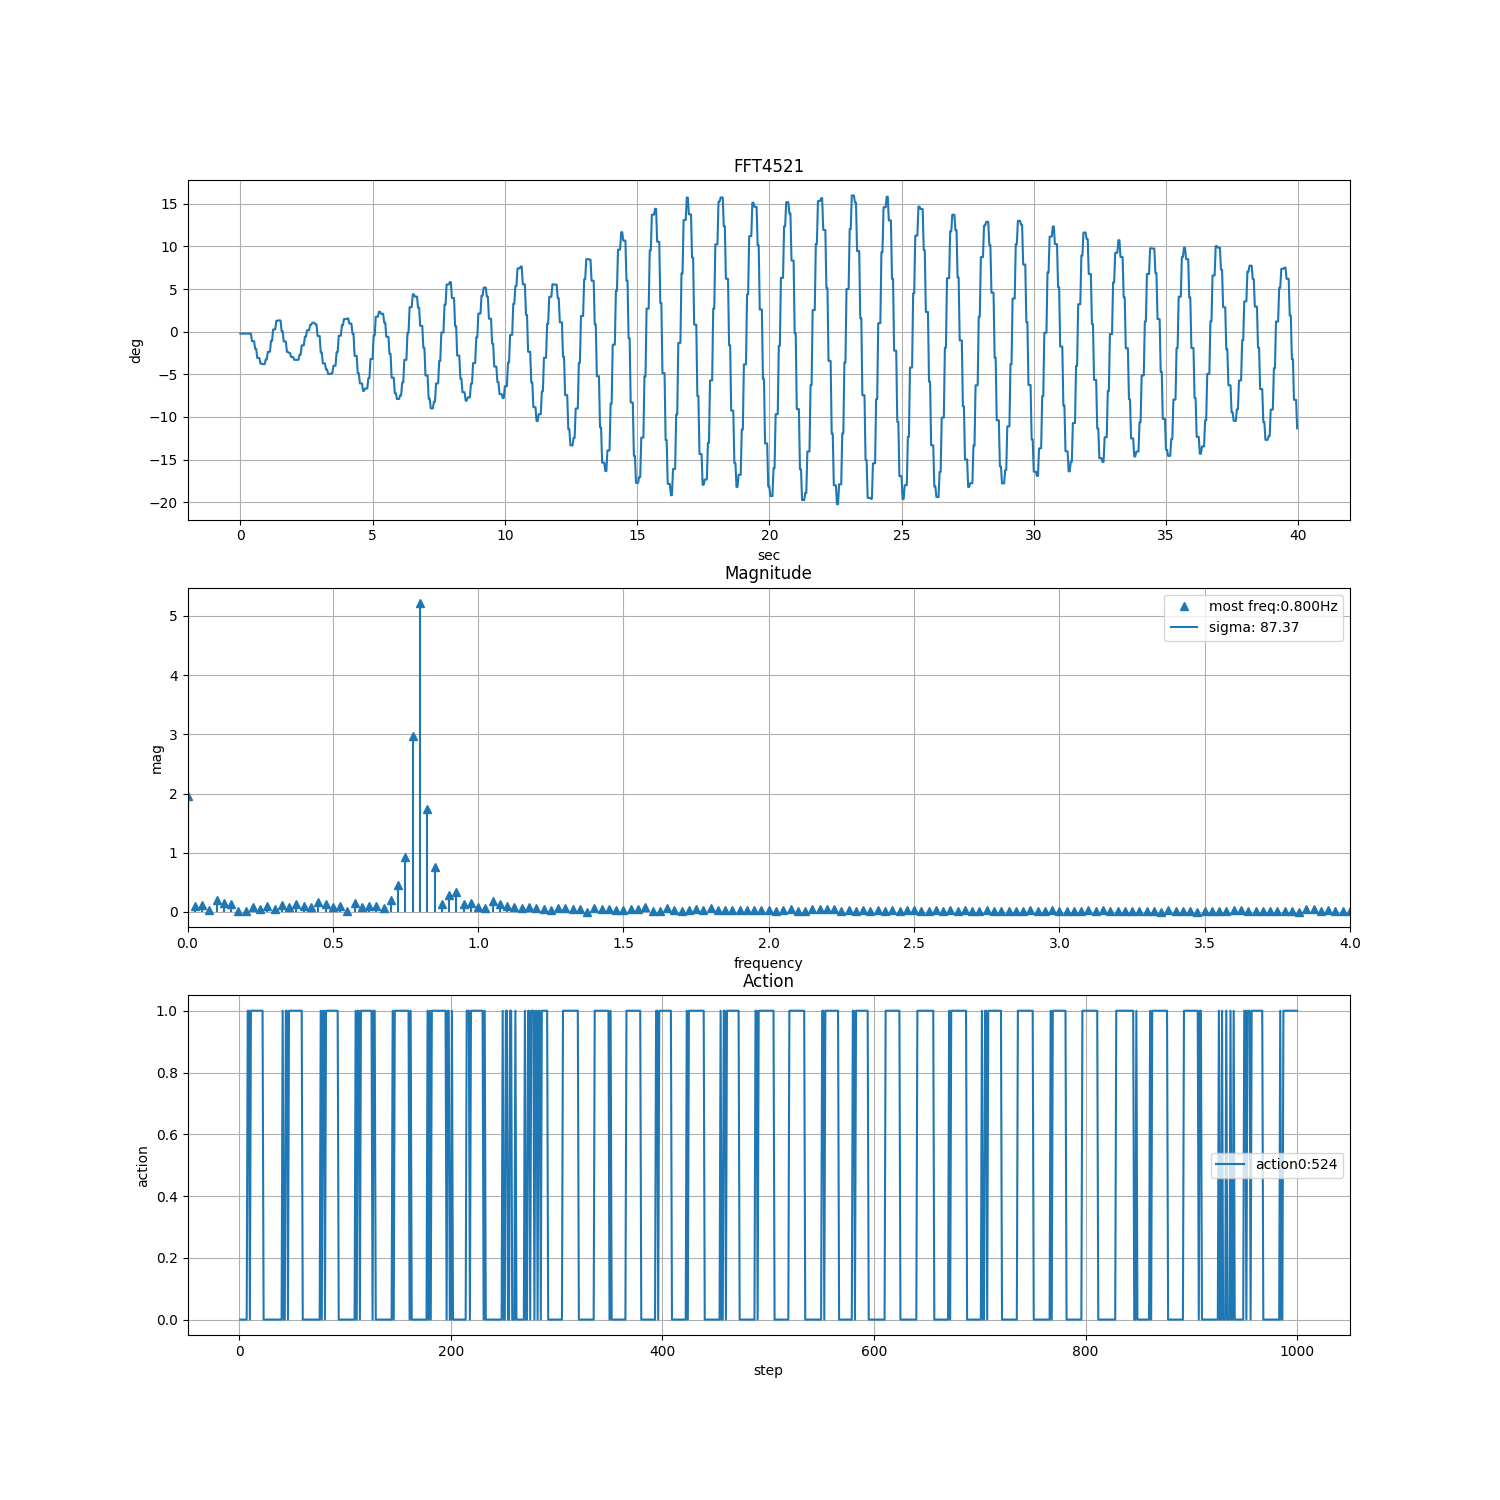 FFT4521
15
10
5
0
−5
−10
−15
−20
deg
0 5 10 15 20 25 30 35 40
sec
Magnitude
most freq:0.800Hz
sigma: 87.37
5
4
3
2
1
0
mag
0.0 0.5 1.0 1.5 2.0 2.5 3.0 3.5 4.0
frequency
Action
1.0
0.8
0.6
0.4
0.2
0.0
action
action0:524
0 200 400 600 800 1000
step